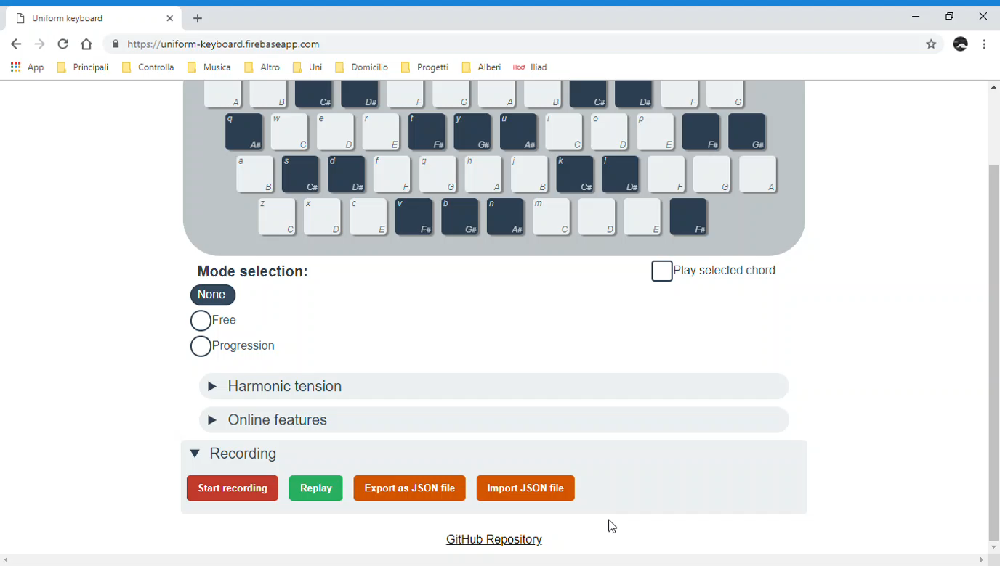 Uniform keyboard
https://uniform-keyboard.firebaseapp.com
App Principali Controlla Musica Altro Uni Domicilio Progetti Alberi iliad Iliad
A B C# D# F G A B C# D# F G
q w e r t y u i o p
A# C D E F# G# A# C D E F# G#
a s d f g h j k l
B C# D# F G A B C# D# F G A
z x c v b n m
C D E F# G# A# C D E F#
Mode selection:
Play selected chord
None
Free
Progression
Harmonic tension
Online features
Recording
Start recording Replay Export as JSON file Import JSON file
GitHub Repository